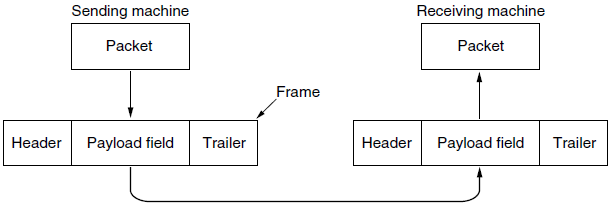 Sending machine
Receiving machine
Packet
Packet
Frame
Header
Payload field
Trailer
Header
Payload field
Trailer